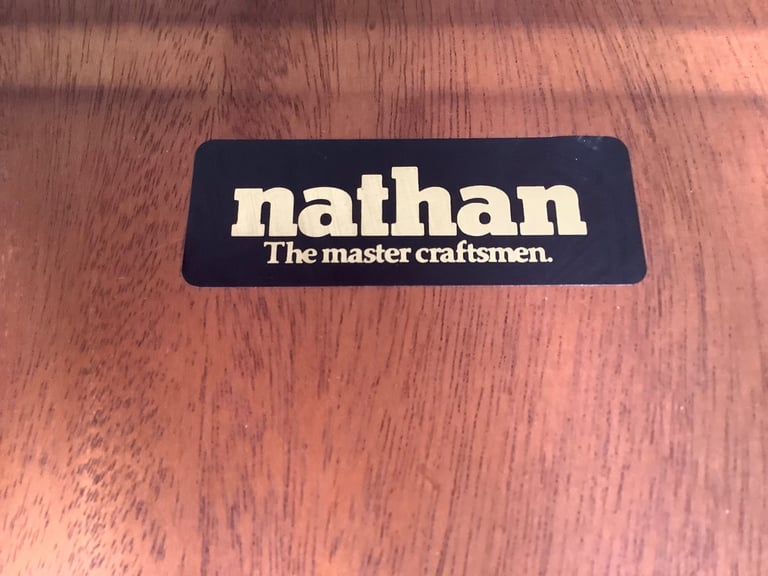 nathan
The master craftsmen.